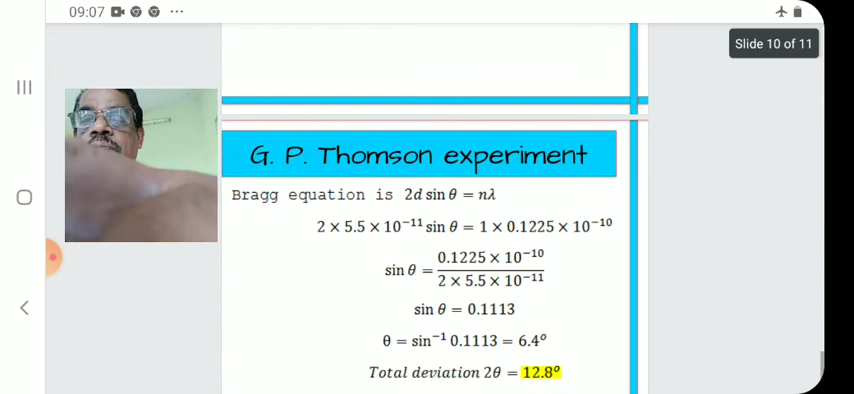 09:07
Slide 10 of 11
G. P. Thomson experiment
Bragg equation is 2d sin θ = nλ
2 × 5.5 × 10⁻¹¹ sin θ = 1 × 0.1225 × 10⁻¹⁰
sin θ = 0.1225 × 10⁻¹⁰ / 2 × 5.5 × 10⁻¹¹
sin θ = 0.1113
θ = sin⁻¹ 0.1113 = 6.4º
Total deviation 2θ = 12.8º